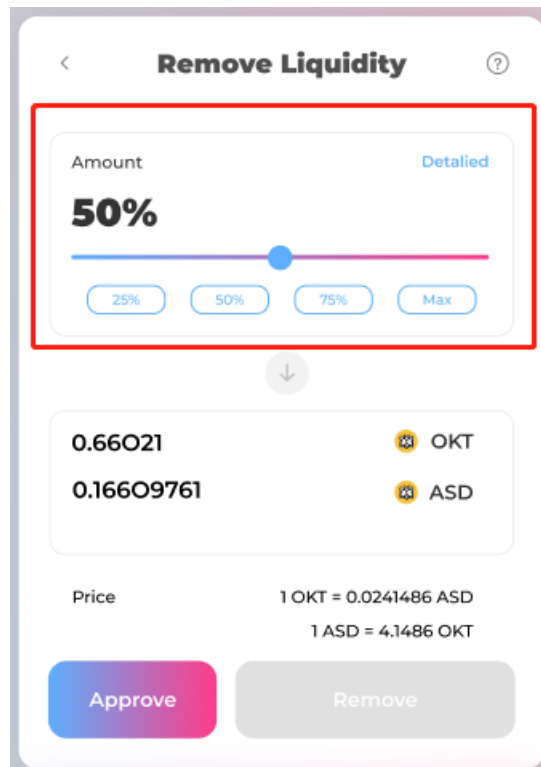 Remove Liquidity
Amount Detalied
50%
25% 50% 75% Max
0.66021 OKT
0.16609761 ASD
Price 1 OKT = 0.0241486 ASD
1 ASD = 4.1486 OKT
Approve Remove